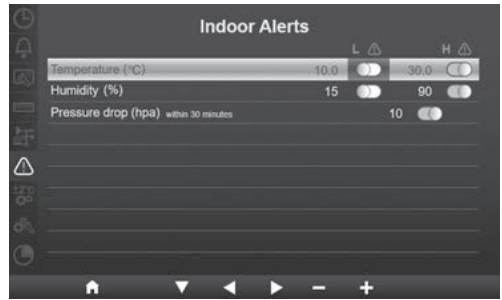 Indoor Alerts
L H
Temperature (°C) 10.0 30.0
Humidity (%) 15 90
Pressure drop (hpa) within 30 minutes 10